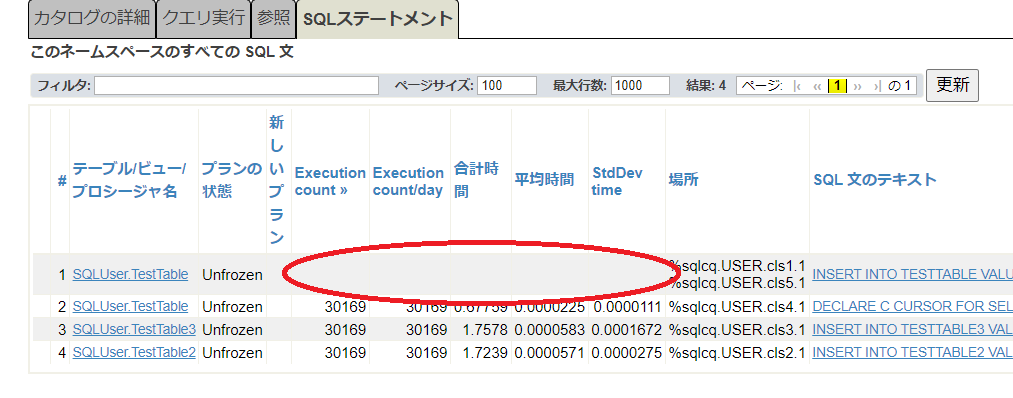 カタログの詳細 クエリ実行 参照 SQLステートメント
このネームスペースのすべての SQL 文
フィルタ: ページサイズ: 100 最大行数: 1000 結果: 4 ページ: |‹ ‹‹ 1 ›› ›| の 1 更新
# テーブル/ビュー/プロシージャ名 プランの状態 新しいプラン Execution count » Execution count/day 合計時間 平均時間 StdDev time 場所 SQL 文のテキスト
1 SQLUser.TestTable Unfrozen %sqlcq.USER.cls1.1 %sqlcq.USER.cls5.1 INSERT INTO TESTTABLE VALU
2 SQLUser.TestTable Unfrozen 30169 30169 0.67759 0.0000225 0.0000111 %sqlcq.USER.cls4.1 DECLARE C CURSOR FOR SEL
3 SQLUser.TestTable3 Unfrozen 30169 30169 1.7578 0.0000583 0.0001672 %sqlcq.USER.cls3.1 INSERT INTO TESTTABLE3 VAL
4 SQLUser.TestTable2 Unfrozen 30169 30169 1.7239 0.0000571 0.0000275 %sqlcq.USER.cls2.1 INSERT INTO TESTTABLE2 VAL